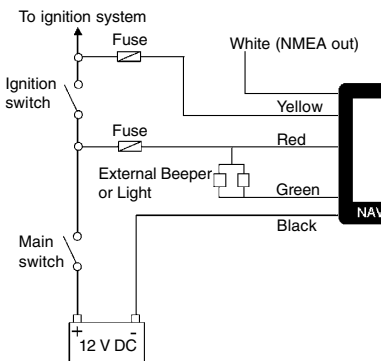 To ignition system
Fuse
White (NMEA out)
Ignition
switch
Yellow
Fuse
Red
External Beeper
or Light
Green
Black
NAV
Main
switch
+ -
12 V DC